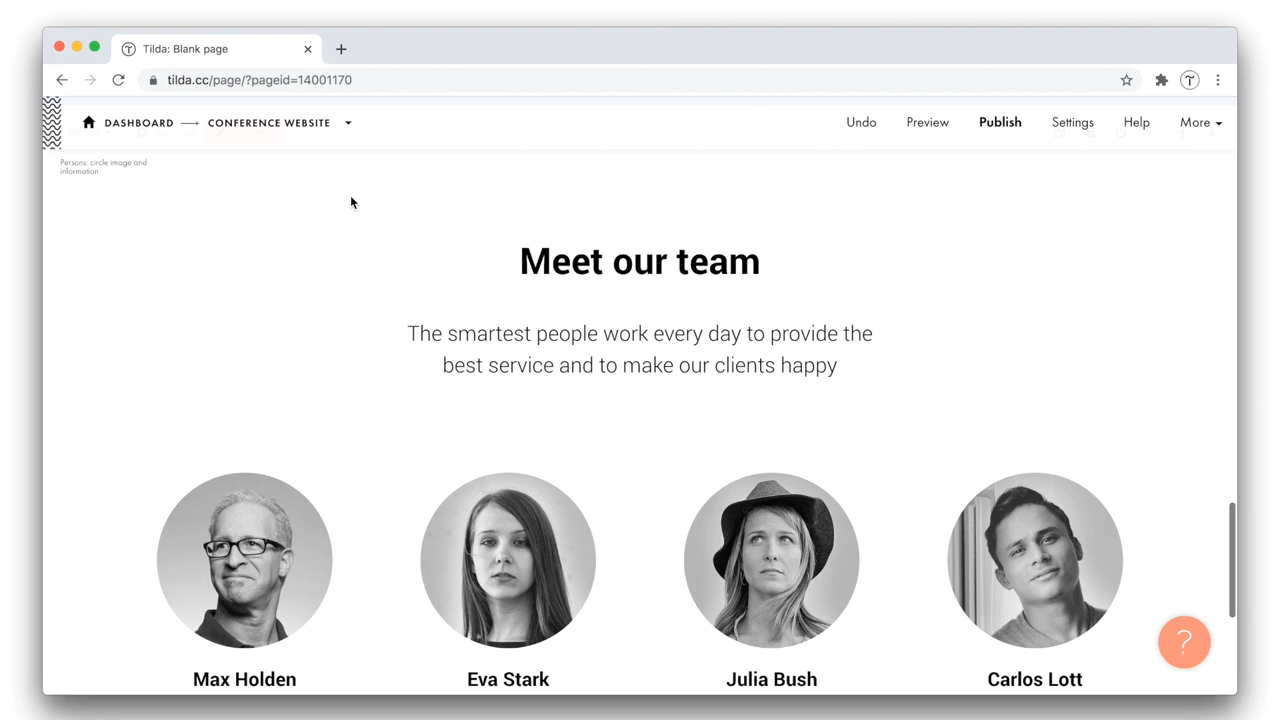 Tilda: Blank page
tilda.cc/page/?pageid=14001170
DASHBOARD → CONFERENCE WEBSITE
Undo Preview Publish Settings Help More
Persons: circle image and
information
Meet our team
The smartest people work every day to provide the
best service and to make our clients happy
Max Holden Eva Stark Julia Bush Carlos Lott
?